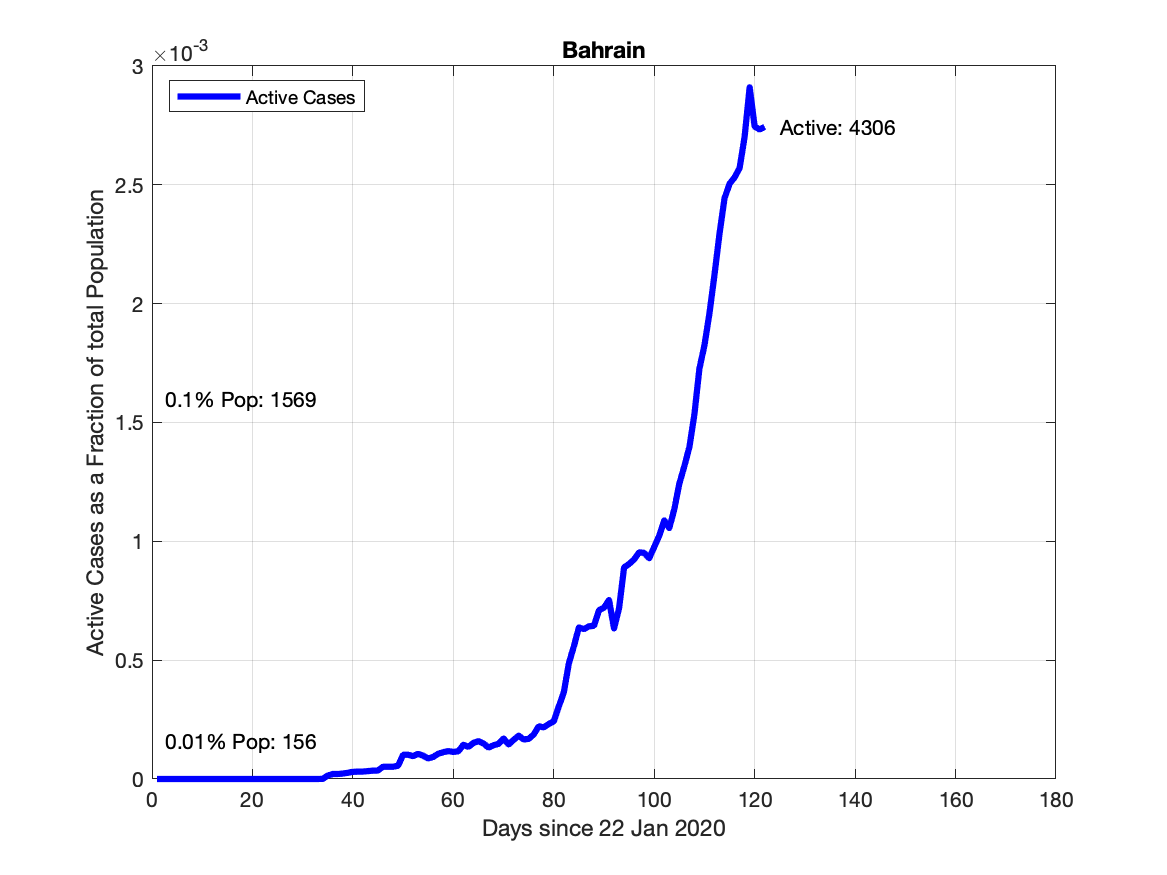 Bahrain
×10-3
3
2.5
2
1.5
1
0.5
0
Active Cases as a Fraction of total Population
Active Cases
Active: 4306
0.1% Pop: 1569
0.01% Pop: 156
0 20 40 60 80 100 120 140 160 180
Days since 22 Jan 2020